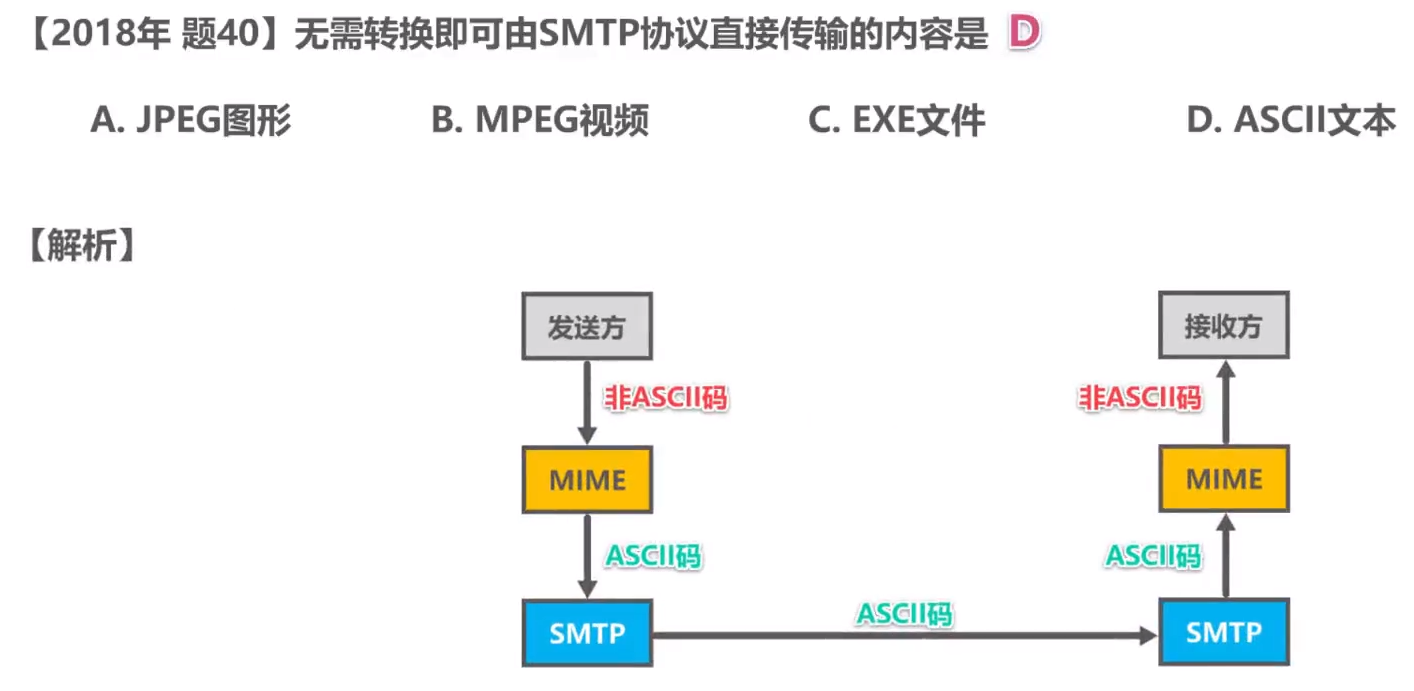 【2018年 题40】无需转换即可由SMTP协议直接传输的内容是 D
A. JPEG图形 B. MPEG视频 C. EXE文件 D. ASCII文本
【解析】
发送方 接收方
非ASCII码 非ASCII码
MIME MIME
ASCII码 ASCII码
ASCII码
SMTP SMTP